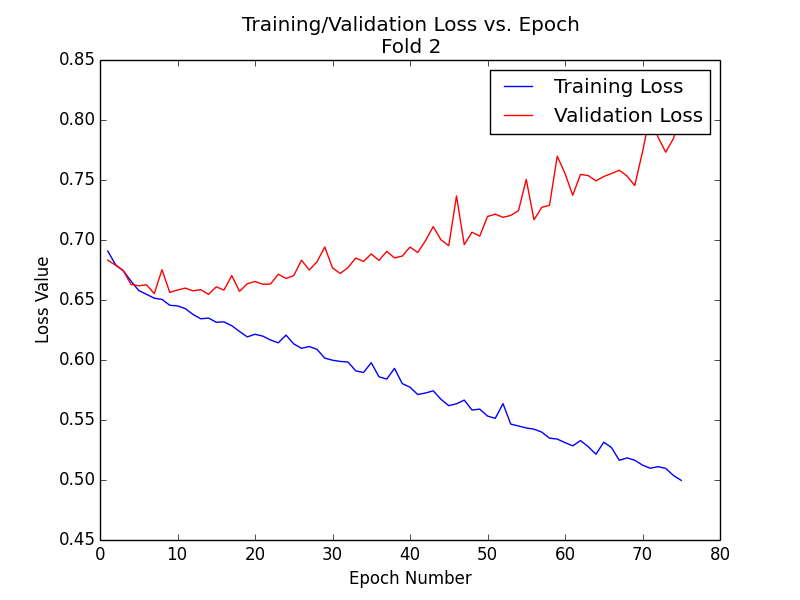 Training/Validation Loss vs. Epoch
Fold 2
Training Loss
Validation Loss
Loss Value
0.85
0.80
0.75
0.70
0.65
0.60
0.55
0.50
0.45
0 10 20 30 40 50 60 70 80
Epoch Number